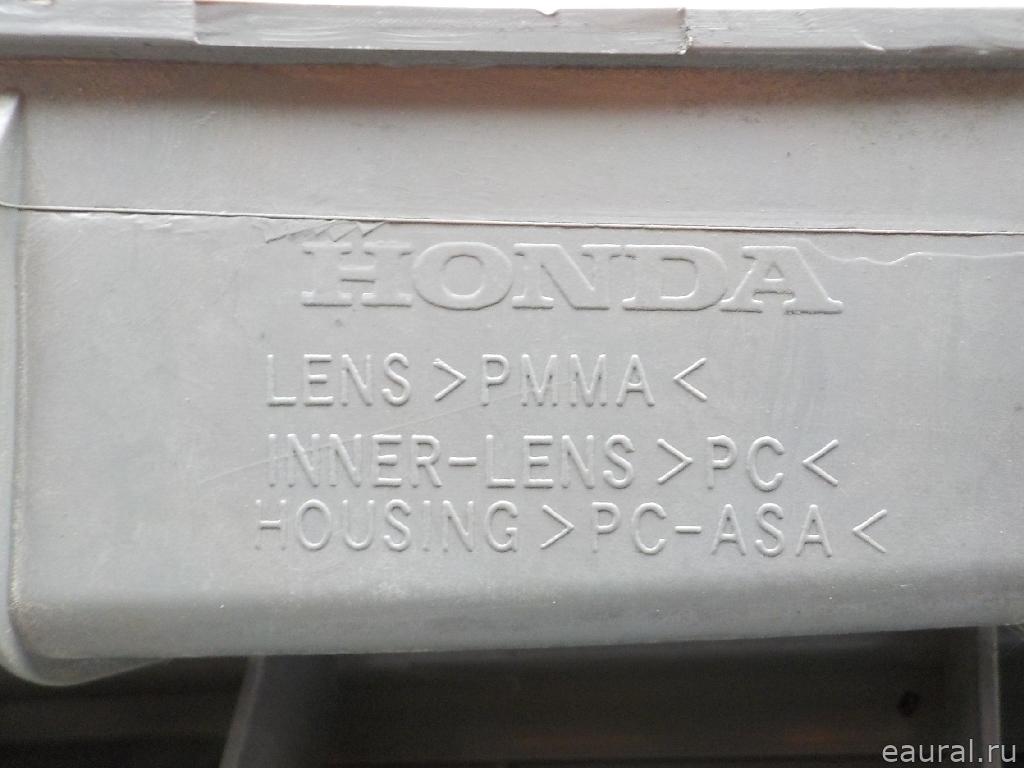 HONDA
LENS >PMMA<
INNER-LENS >PC<
HOUSING >PC-ASA<
eaural.ru